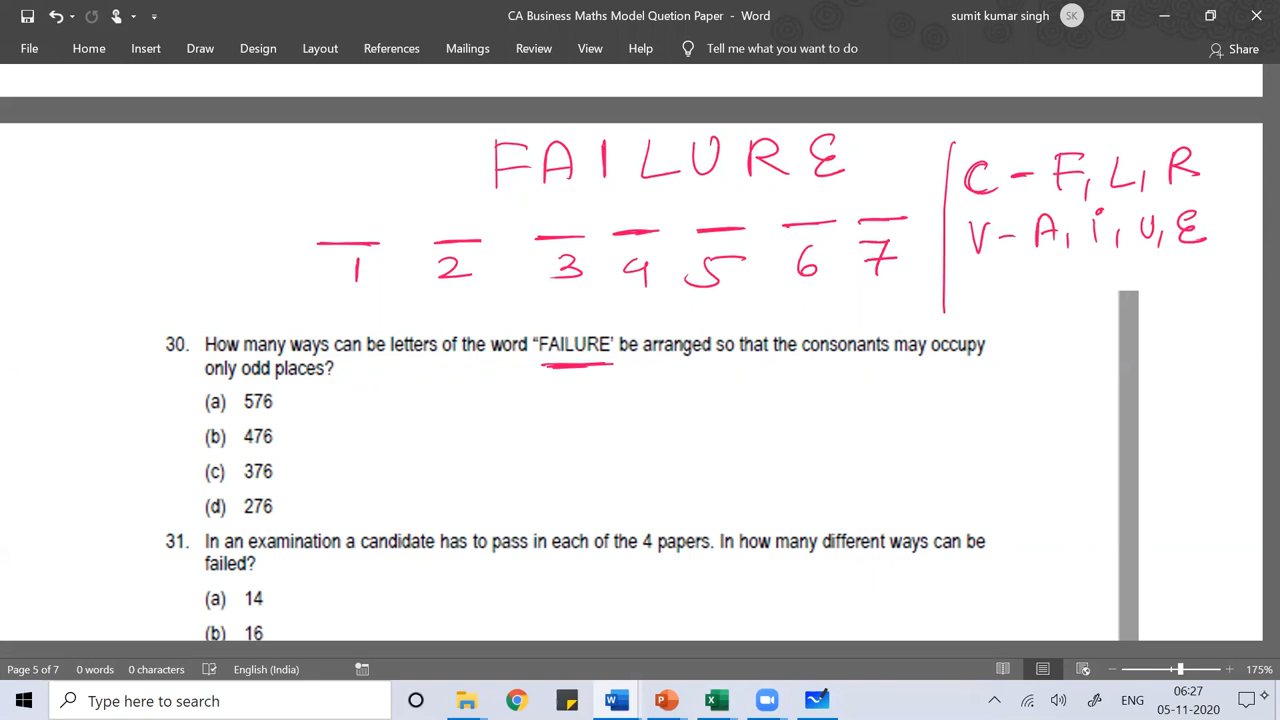 CA Business Maths Model Quetion Paper - Word
sumit kumar singh
SK
File Home Insert Draw Design Layout References Mailings Review View Help Tell me what you want to do
Share
FAILURE
C - F, L, R
V - A, i, U, E
1 2 3 4 5 6 7
30. How many ways can be letters of the word “FAILURE’ be arranged so that the consonants may occupy
only odd places?
(a) 576
(b) 476
(c) 376
(d) 276
31. In an examination a candidate has to pass in each of the 4 papers. In how many different ways can be
failed?
(a) 14
(b) 16
Page 5 of 7 0 words 0 characters English (India) 175%
Type here to search
ENG
06:27
05-11-2020